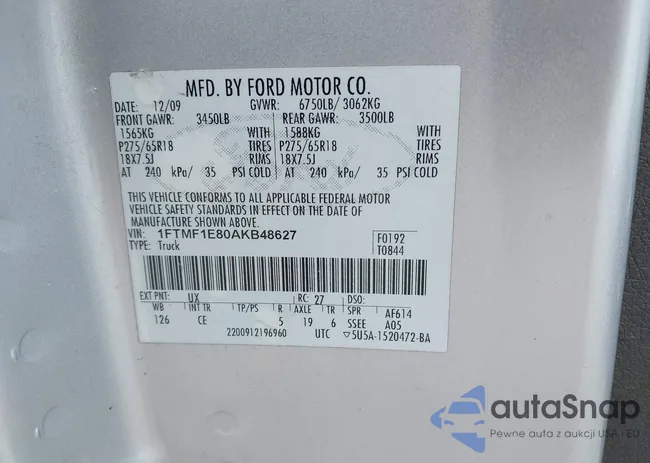 MFD. BY FORD MOTOR CO.
DATE: 12/09 GVWR: 6750LB/ 3062KG
FRONT GAWR: 3450LB REAR GAWR: 3500LB
1565KG WITH 1588KG WITH
P275/65R18 TIRES P275/65R18 TIRES
18X7.5J RIMS 18X7.5J RIMS
AT 240 kPa/ 35 PSI COLD AT 240 kPa/ 35 PSI COLD
THIS VEHICLE CONFORMS TO ALL APPLICABLE FEDERAL MOTOR
VEHICLE SAFETY STANDARDS IN EFFECT ON THE DATE OF
MANUFACTURE SHOWN ABOVE.
VIN: 1FTMF1E80AKB48627 F0192
TYPE: Truck T0844
EXT PNT: UX RC: 27 DSO:
WB INT TR TP/PS R AXLE TR SPR AF614
126 CE 5 19 6 SSEE A05
2200912196960 UTC ▽5U5A-1520472-BA
autoSnap
Pewne auta z aukcji USA i EU